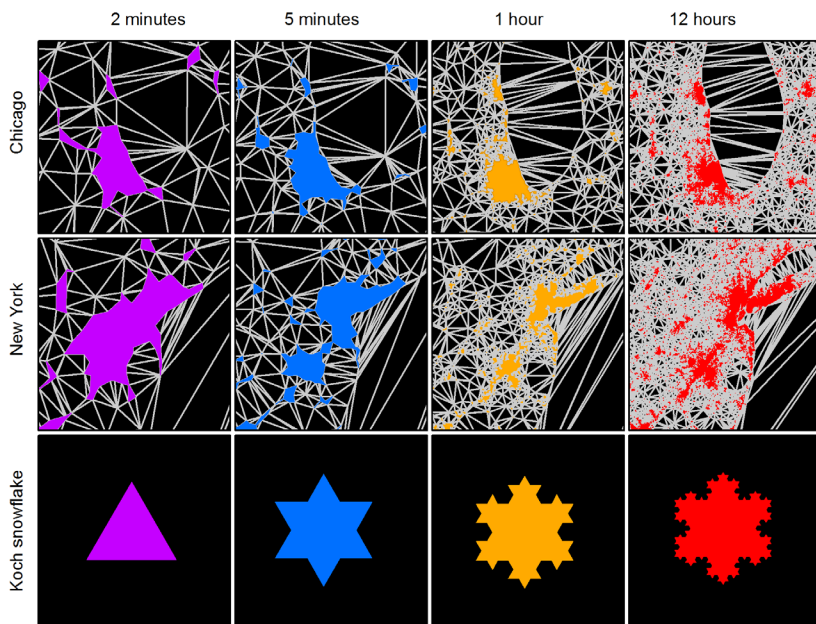 2 minutes
5 minutes
1 hour
12 hours
Chicago
New York
Koch snowflake